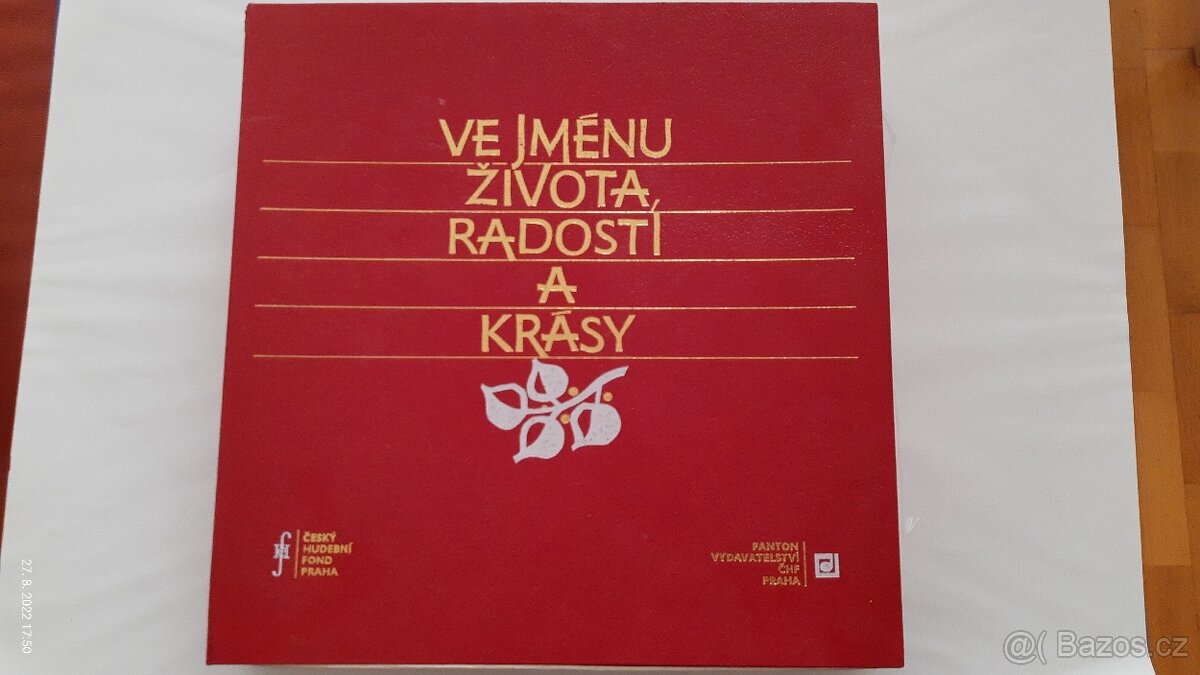 VE JMÉNU
ŽIVOTA,
RADOSTÍ
A
KRÁSY
ČESKÝ
HUDEBNÍ
FOND
PRAHA
PANTON
VYDAVATELSTVÍ
ČHF
PRAHA
27. 8. 2022 17:50
@( Bazos.cz